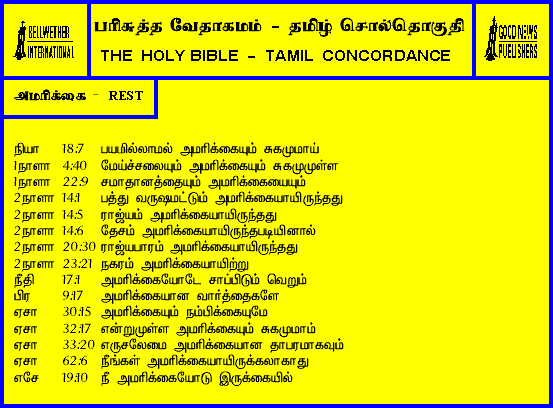 BELLWETHER
INTERNATIONAL
பரிசுத்த வேதாகமம் - தமிழ் சொல்தொகுதி
THE HOLY BIBLE - TAMIL CONCORDANCE
GOOD NEWS
PUBLISHERS
அமரிக்கை - REST
நியா 18:7 பயமில்லாமல் அமரிக்கையும் சுகமுமாய்
1நாளா 4:40 மேய்ச்சலையும் அமரிக்கையும் சுகமுமுள்ள
1நாளா 22:9 சமாதானத்தையும் அமரிக்கையையும்
2நாளா 14:1 பத்து வருஷமட்டும் அமரிக்கையாயிருந்தது
2நாளா 14:5 ராஜ்யம் அமரிக்கையாயிருந்தது
2நாளா 14:6 தேசம் அமரிக்கையாயிருந்தபடியினால்
2நாளா 20:30 ராஜ்யபாரம் அமரிக்கையாயிருந்தது
2நாளா 23:21 நகரம் அமரிக்கையாயிற்று
நீதி 17:1 அமரிக்கையோடே சாப்பிடும் வெறும்
பிர 9:17 அமரிக்கையான வார்த்தைகளே
ஏசா 30:15 அமரிக்கையும் நம்பிக்கையுமே
ஏசா 32:17 என்றுமுள்ள அமரிக்கையும் சுகமுமாம்
ஏசா 33:20 எருசலேமை அமரிக்கையான தாபரமாகவும்
ஏசா 62:6 நீங்கள் அமரிக்கையாயிருக்கலாகாது
எசே 19:10 நீ அமரிக்கையோடு இருக்கையில்